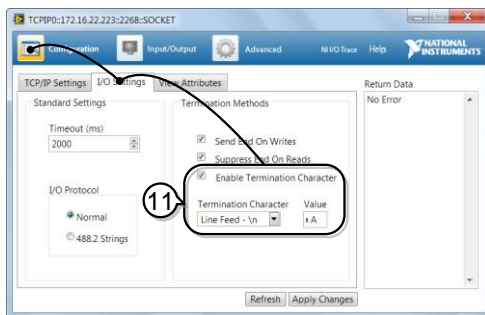 TCPIP0::172.16.22.223::2268::SOCKET
Configuration Input/Output Advanced NI I/O Trace Help NATIONAL INSTRUMENTS
TCP/IP Settings I/O Settings View Attributes
Return Data
No Error
Standard Settings
Timeout (ms)
2000
I/O Protocol
Normal
488.2 Strings
Termination Methods
Send End On Writes
Suppress End On Reads
Enable Termination Character
Termination Character Value
Line Feed - \n x A
11
Refresh Apply Changes